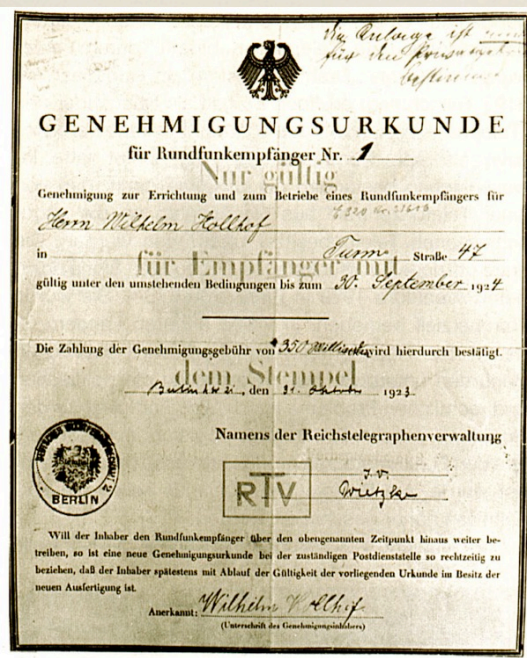 die Anlage ist
für den Privatgebr
bestimmt
GENEHMIGUNGSURKUNDE
für Rundfunkempfänger Nr. 1
Nur gültig
Genehmigung zur Errichtung und zum Betriebe eines Rundfunkempfängers für
Herrn Wilhelm Kollhof
in Turm Straße 47
für Empfänger mit
gültig unter den umstehenden Bedingungen bis zum 30. September 1924
Die Zahlung der Genehmigungsgebühr von 350 Milliarden wird hierdurch bestätigt.
dem Stempel
Berlin, den 31. Oktober 1923
Namens der Reichstelegraphenverwaltung
BERLIN
RTV
I.V.
Will der Inhaber den Rundfunkempfänger über den obengenannten Zeitpunkt hinaus weiter be-
treiben, so ist eine neue Genehmigungsurkunde bei der zuständigen Postdienststelle so rechtzeitig zu
beziehen, daß der Inhaber spätestens mit Ablauf der Gültigkeit der vorliegenden Urkunde im Besitz der
neuen Ausfertigung ist.
Anerkannt: Wilhelm Kollhof
(Unterschrift des Genehmigungsinhabers)